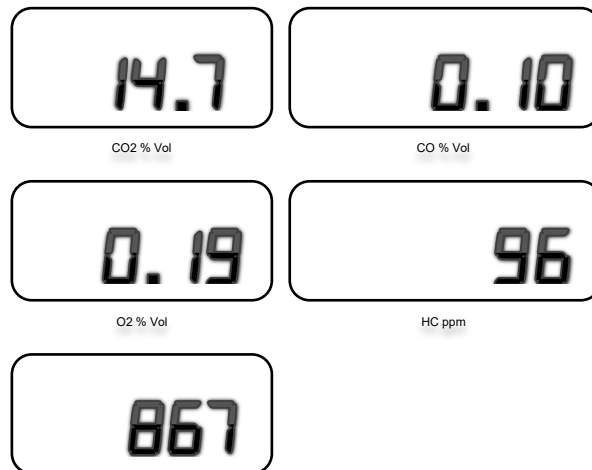 14.7 0.10
CO2 % Vol CO % Vol
0.19 96
O2 % Vol HC ppm
867